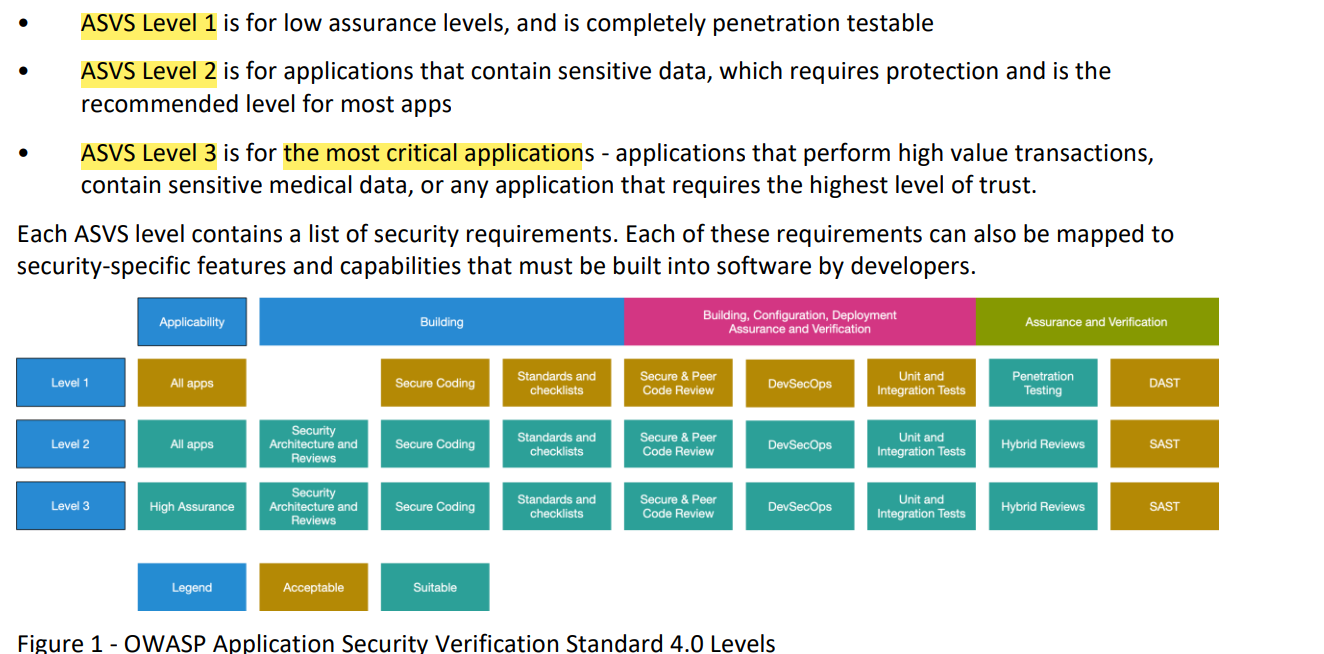 • ASVS Level 1 is for low assurance levels, and is completely penetration testable
• ASVS Level 2 is for applications that contain sensitive data, which requires protection and is the
recommended level for most apps
• ASVS Level 3 is for the most critical applications - applications that perform high value transactions,
contain sensitive medical data, or any application that requires the highest level of trust.
Each ASVS level contains a list of security requirements. Each of these requirements can also be mapped to
security-specific features and capabilities that must be built into software by developers.
Applicability
Building
Building, Configuration, Deployment
Assurance and Verification
Assurance and Verification
Level 1
All apps
Secure Coding
Standards and
checklists
Secure & Peer
Code Review
DevSecOps
Unit and
Integration Tests
Penetration
Testing
DAST
Level 2
All apps
Security
Architecture and
Reviews
Secure Coding
Standards and
checklists
Secure & Peer
Code Review
DevSecOps
Unit and
Integration Tests
Hybrid Reviews
SAST
Level 3
High Assurance
Security
Architecture and
Reviews
Secure Coding
Standards and
checklists
Secure & Peer
Code Review
DevSecOps
Unit and
Integration Tests
Hybrid Reviews
SAST
Legend
Acceptable
Suitable
Figure 1 - OWASP Application Security Verification Standard 4.0 Levels